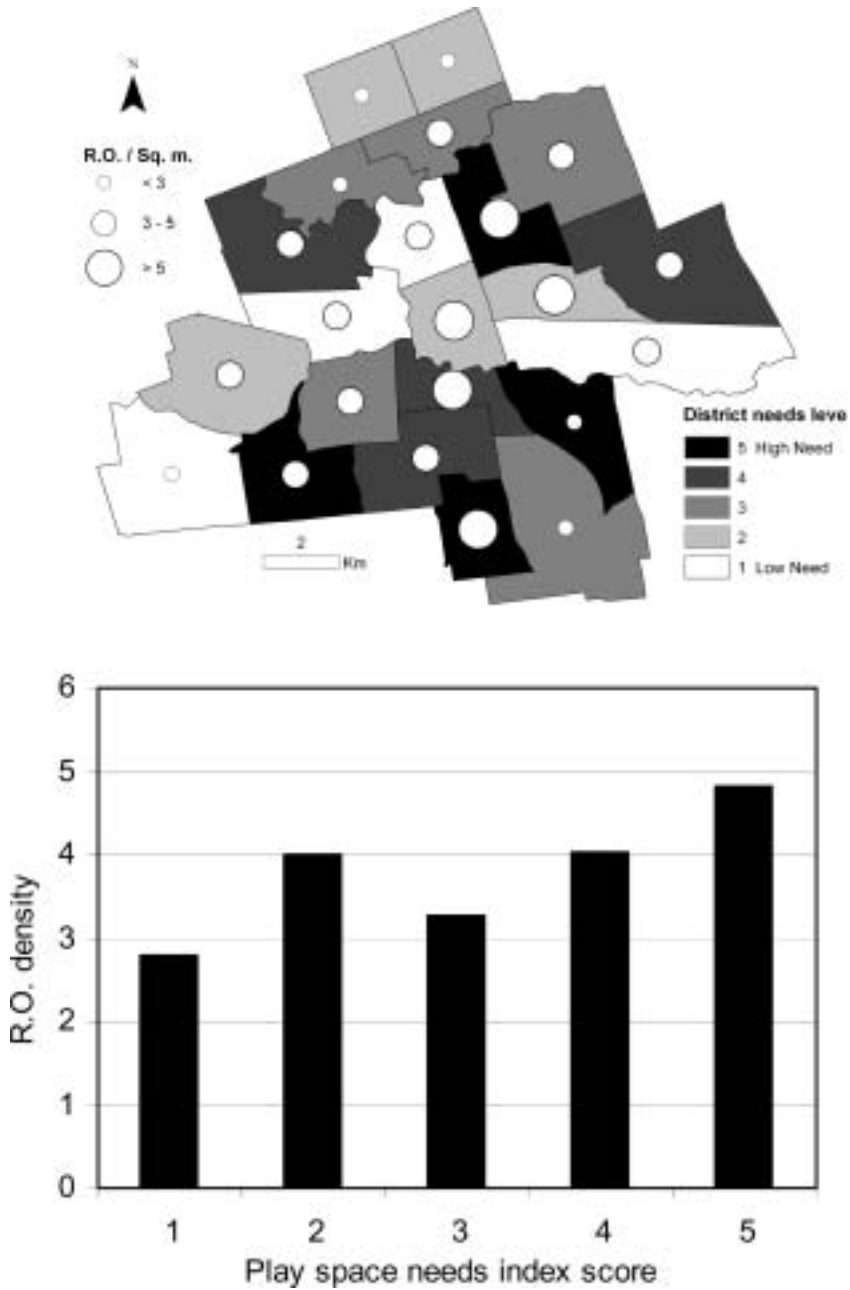 N
R.O. / Sq. m.
< 3
3 - 5
> 5
District needs leve
5 High Need
4
3
2
1 Low Need
2
Km
6
5
4
3
2
1
0
R.O. density
1 2 3 4 5
Play space needs index score